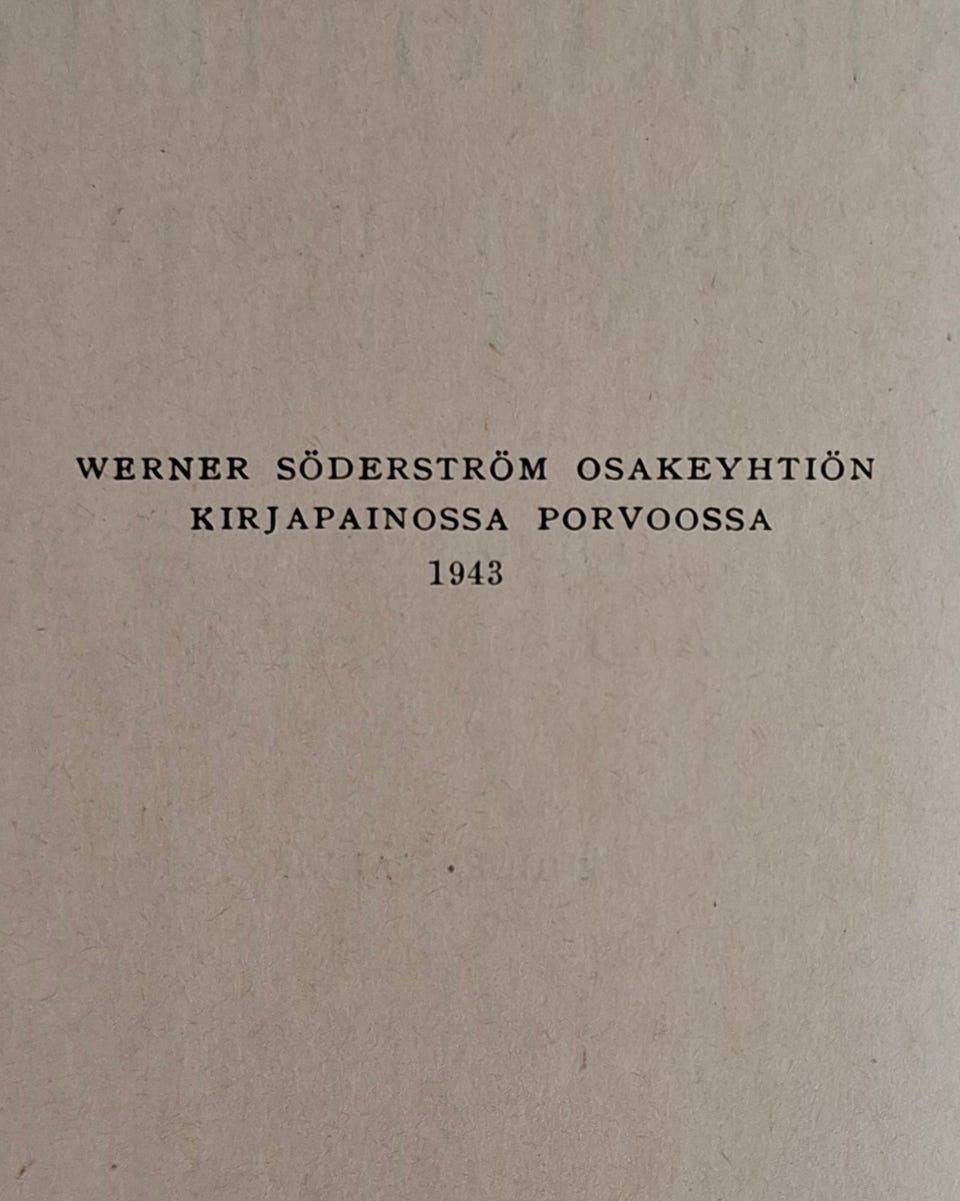 WERNER SÖDERSTRÖM OSAKEYHTIÖN
KIRJAPAINOSSA PORVOOSSA
1943